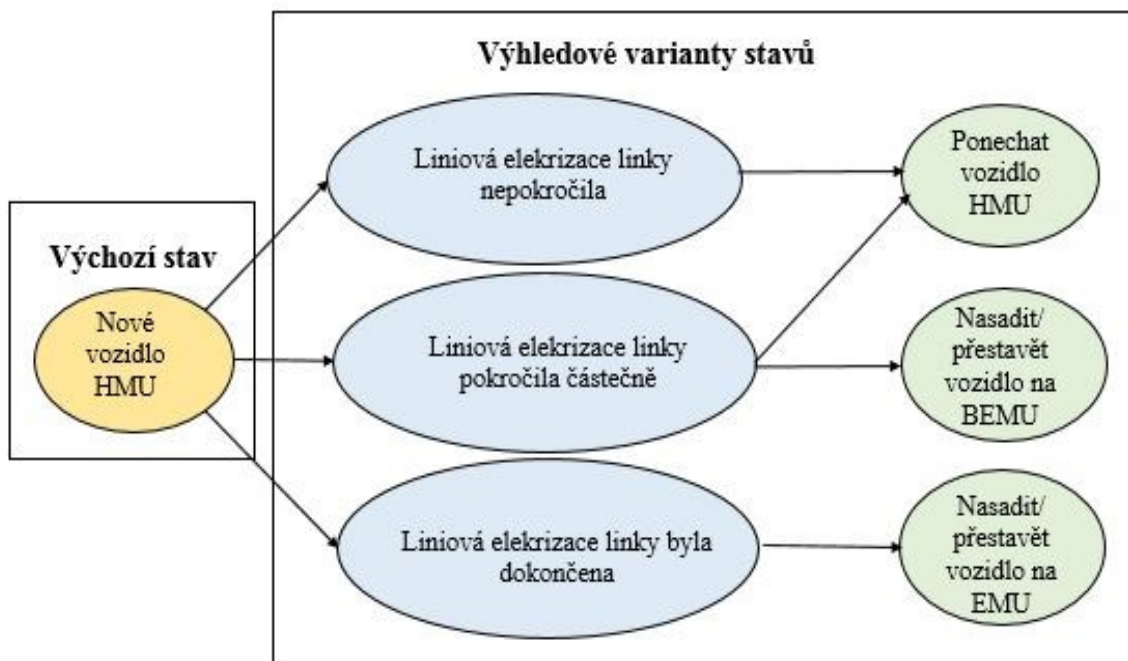 Výhledové varianty stavů
Výchozí stav
Nové
vozidlo
HMU
Liniová elekrizace linky
nepokročila
Liniová elekrizace linky
pokročila částečně
Liniová elekrizace linky byla
dokončena
Ponechat
vozidlo
HMU
Nasadit/
přestavět
vozidlo na
BEMU
Nasadit/
přestavět
vozidlo na
EMU